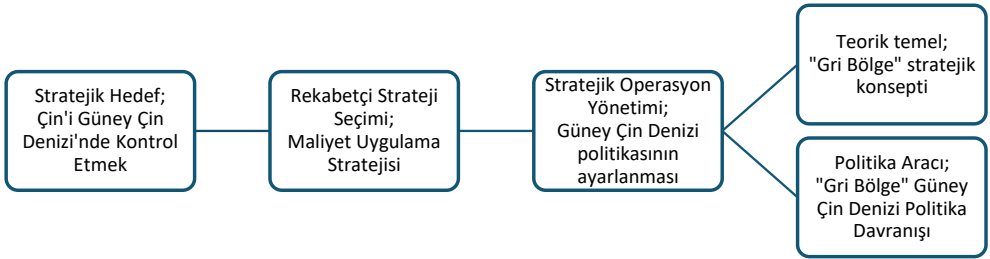 Stratejik Hedef;
Çin'i Güney Çin
Denizi'nde Kontrol
Etmek
Rekabetçi Strateji
Seçimi;
Maliyet Uygulama
Stratejisi
Stratejik Operasyon
Yönetimi;
Güney Çin Denizi
politikasının
ayarlanması
Teorik temel;
"Gri Bölge" stratejik
konsepti
Politika Aracı;
"Gri Bölge" Güney
Çin Denizi Politika
Davranışı